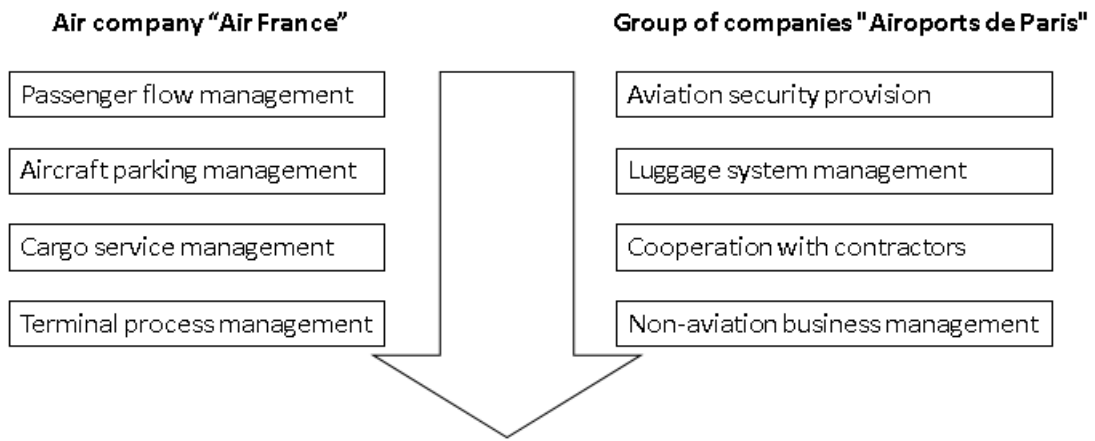 Air company “Air France”
Group of companies "Airoports de Paris"
Passenger flow management
Aviation security provision
Aircraft parking management
Luggage system management
Cargo service management
Cooperation with contractors
Terminal process management
Non-aviation business management